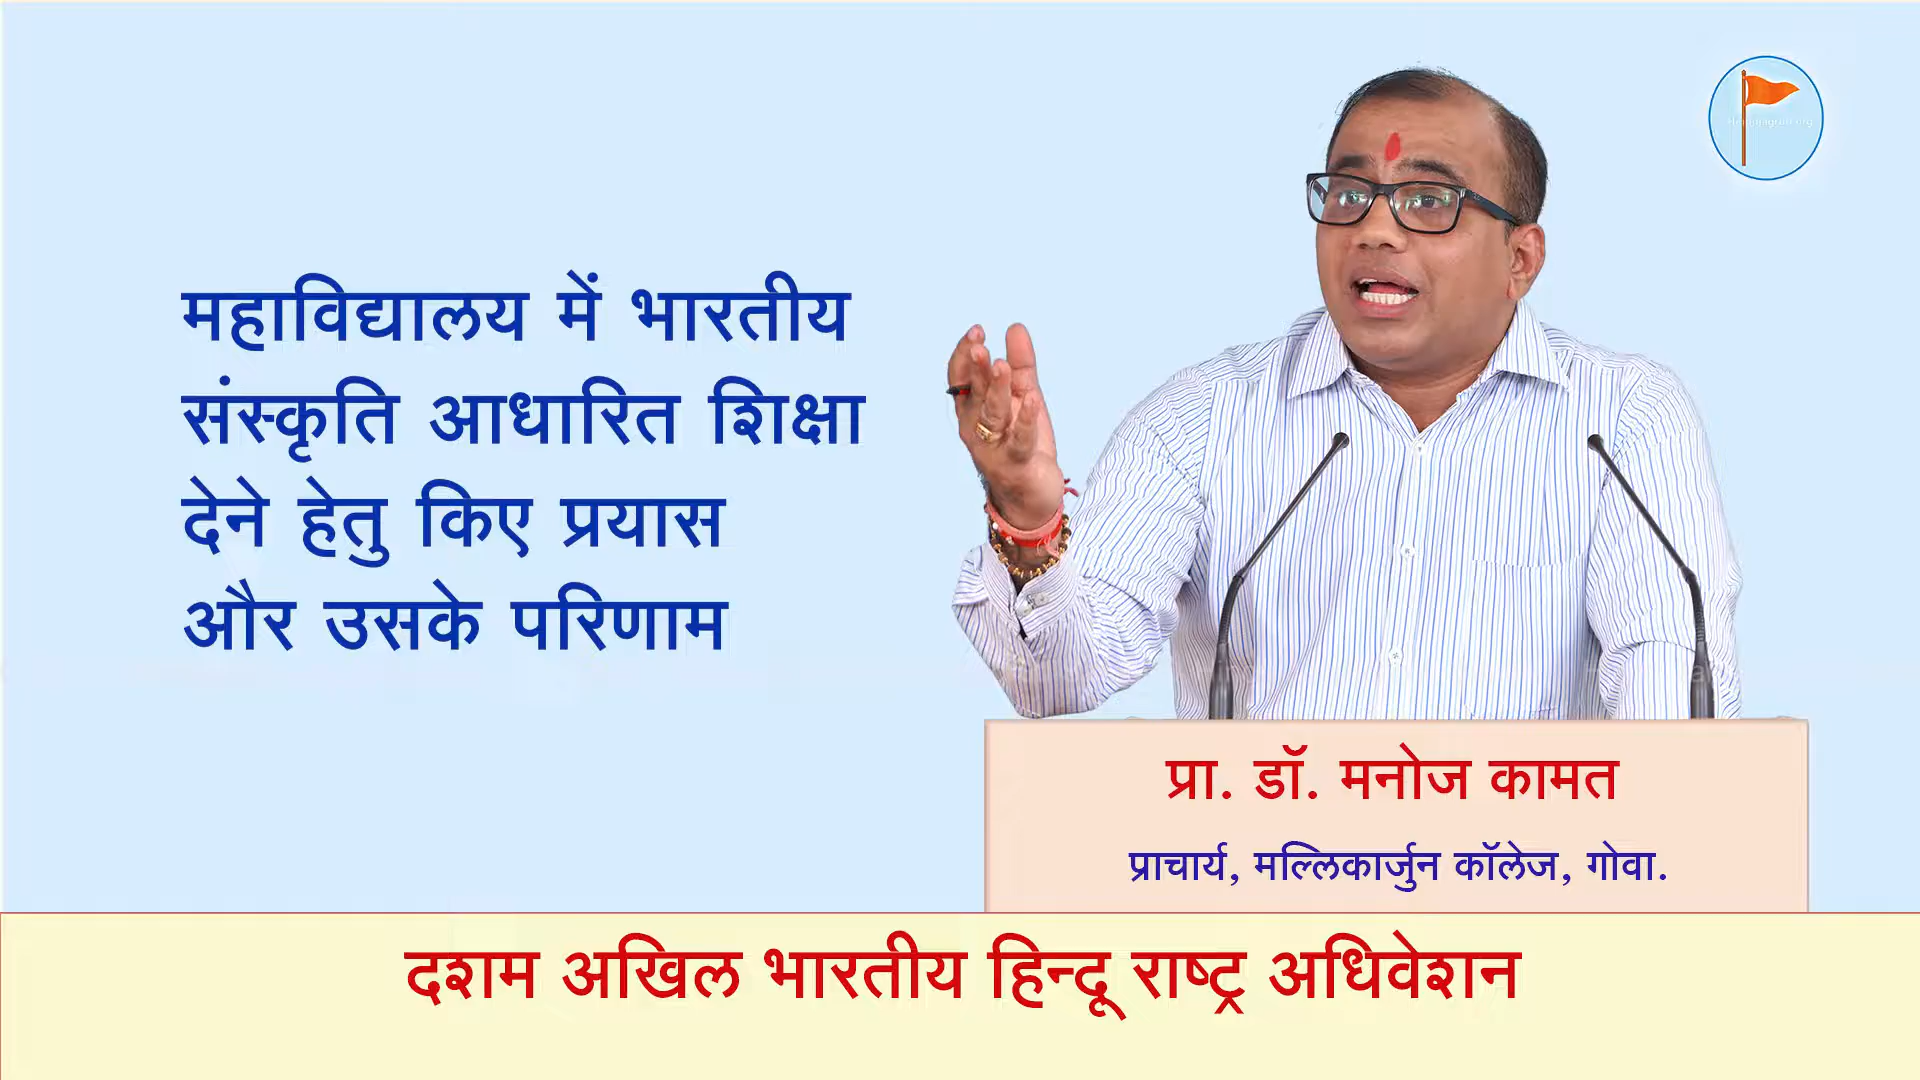 महाविद्यालय में भारतीय
संस्कृति आधारित शिक्षा
देने हेतु किए प्रयास
और उसके परिणाम
प्रा. डॉ. मनोज कामत
प्राचार्य, मल्लिकार्जुन कॉलेज, गोवा.
दशम अखिल भारतीय हिन्दू राष्ट्र अधिवेशन